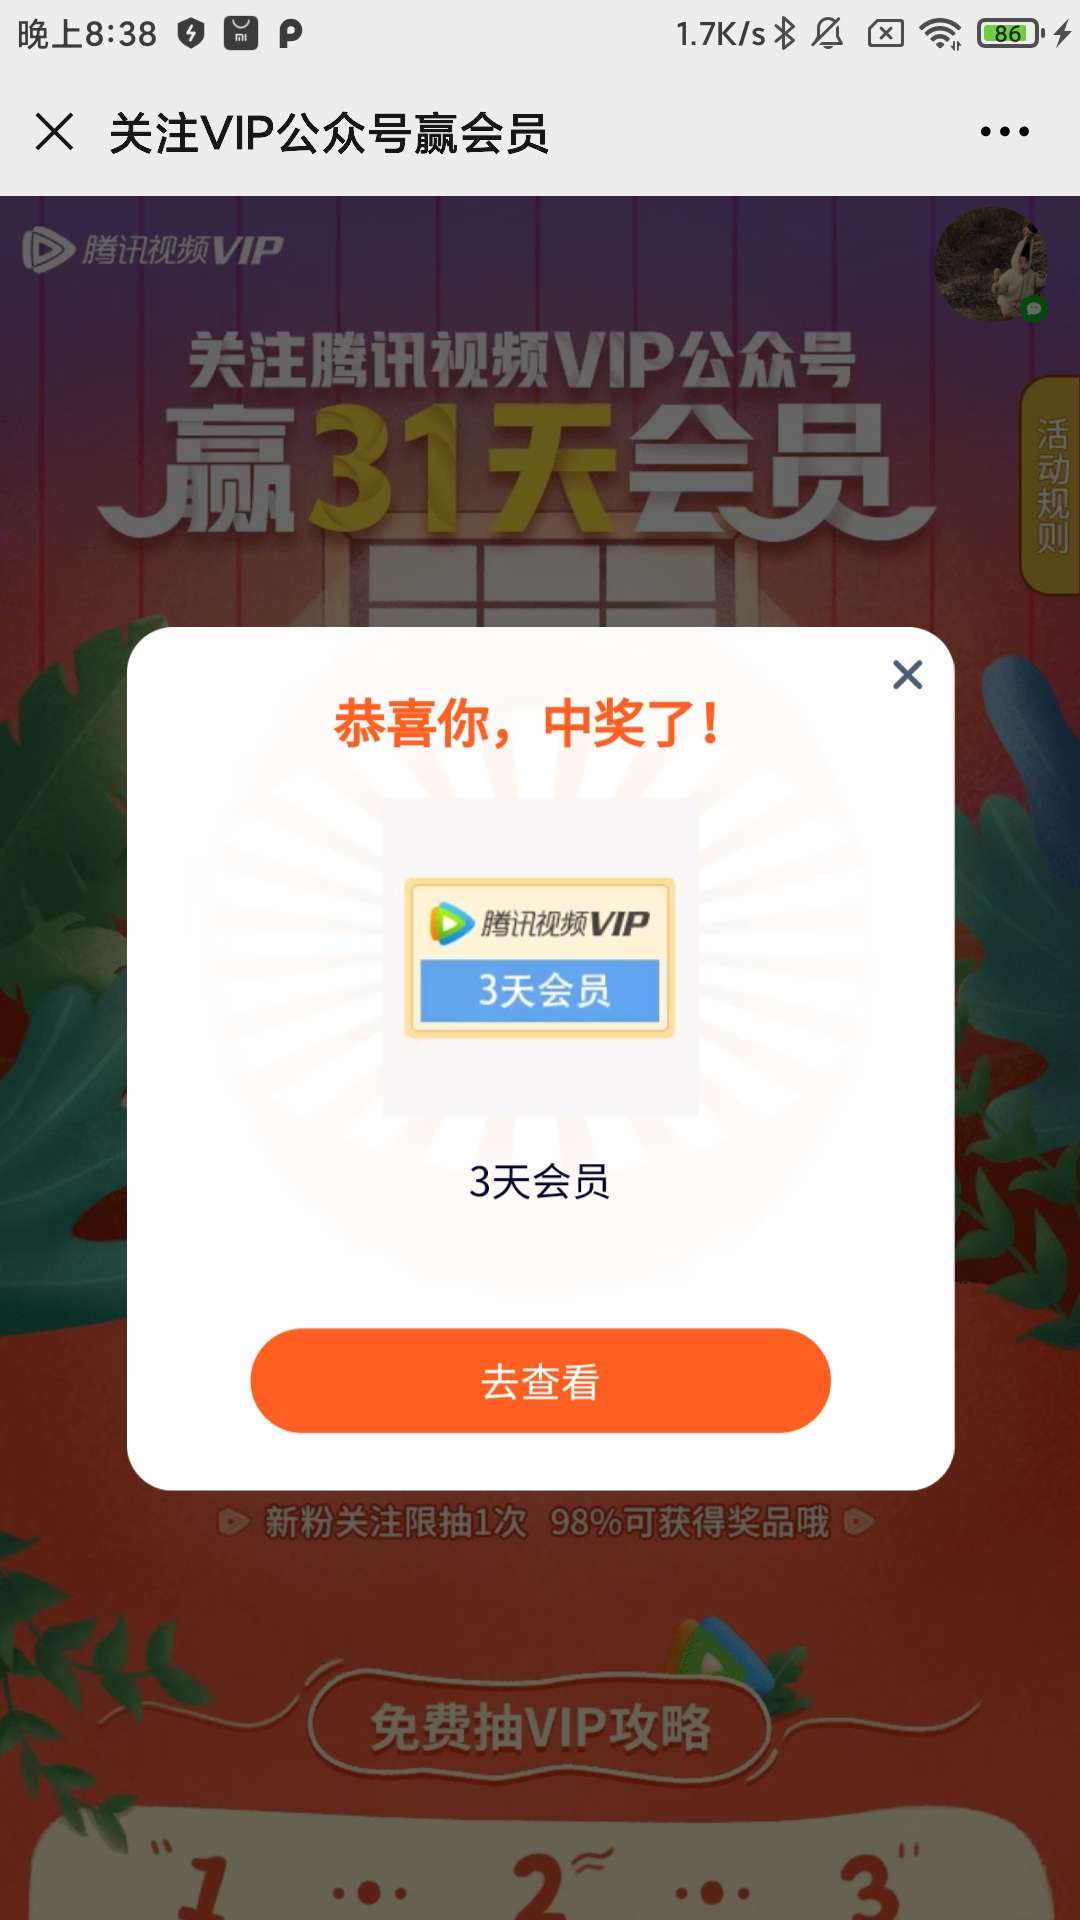 晚上8:38
1.7K/s
86
关注VIP公众号赢会员
腾讯视频VIP
关注腾讯视频VIP公众号
赢31天会员
活动规则
恭喜你，中奖了！
腾讯视频VIP
3天会员
3天会员
去查看
新粉关注限抽1次 98%可获得奖品哦
免费抽VIP攻略
1 2 3